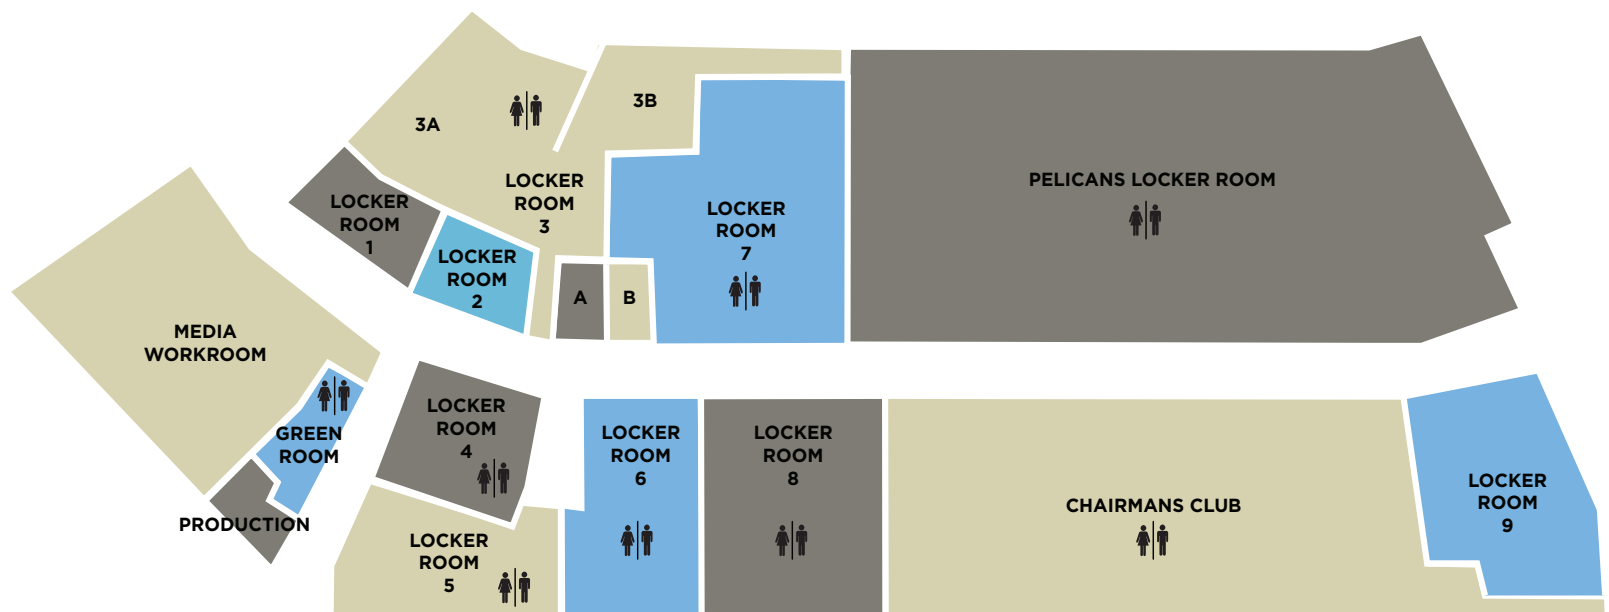 3A
3B
LOCKER
ROOM
1
LOCKER
ROOM
2
LOCKER
ROOM
3
A
B
LOCKER
ROOM
7
PELICANS LOCKER ROOM
MEDIA
WORKROOM
GREEN
ROOM
PRODUCTION
LOCKER
ROOM
4
LOCKER
ROOM
5
LOCKER
ROOM
6
LOCKER
ROOM
8
CHAIRMANS CLUB
LOCKER
ROOM
9